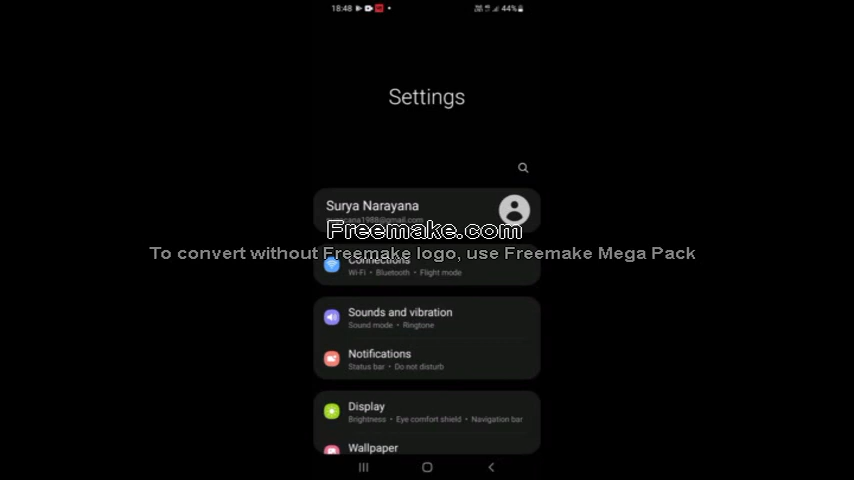 18:48
44%
Settings
Surya Narayana
Freemake.com
To convert without Freemake logo, use Freemake Mega Pack
Connections
Wi-Fi • Bluetooth • Flight mode
Sounds and vibration
Sound mode • Ringtone
Notifications
Status bar • Do not disturb
Display
Brightness • Eye comfort shield • Navigation bar
Wallpaper